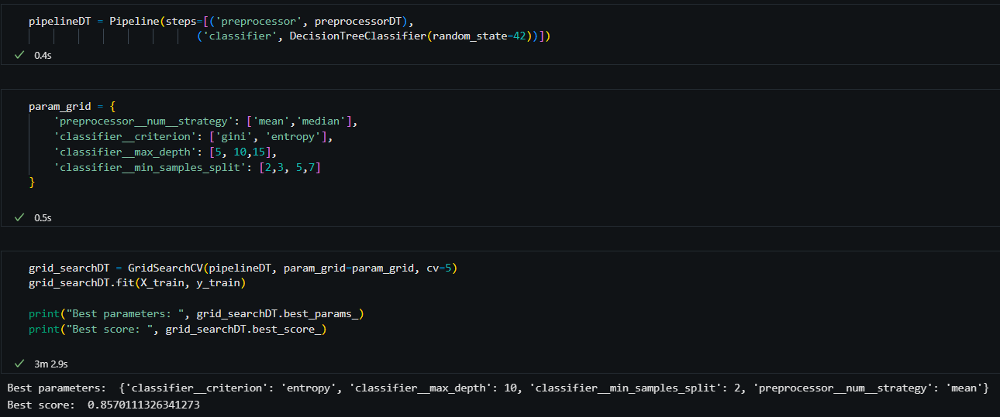 pipelineDT = Pipeline(steps=[('preprocessor', preprocessorDT),
('classifier', DecisionTreeClassifier(random_state=42))])
✓ 0.4s
param_grid = {
'preprocessor__num__strategy': ['mean','median'],
'classifier__criterion': ['gini', 'entropy'],
'classifier__max_depth': [5, 10,15],
'classifier__min_samples_split': [2,3, 5,7]
}
✓ 0.5s
grid_searchDT = GridSearchCV(pipelineDT, param_grid=param_grid, cv=5)
grid_searchDT.fit(X_train, y_train)
print("Best parameters: ", grid_searchDT.best_params_)
print("Best score: ", grid_searchDT.best_score_)
✓ 3m 2.9s
Best parameters:  {'classifier__criterion': 'entropy', 'classifier__max_depth': 10, 'classifier__min_samples_split': 2, 'preprocessor__num__strategy': 'mean'}
Best score:  0.8570111326341273